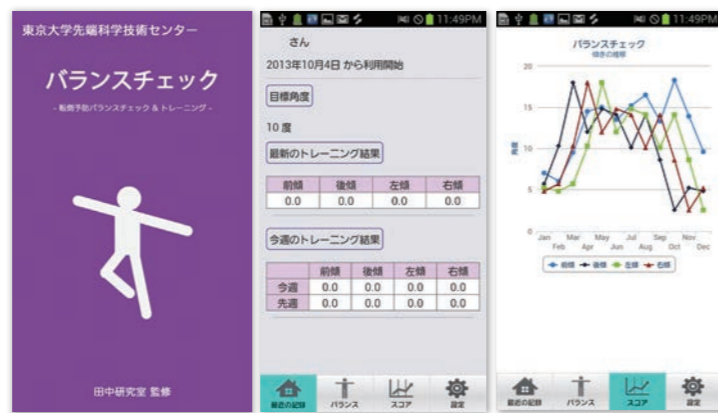 東京大学先端科学技術センター
バランスチェック
- 転倒予防バランスチェック & トレーニング -
田中研究室 監修
11:49PM
さん
2013年10月4日 から利用開始
目標角度
10 度
最新のトレーニング結果
前傾 後傾 左傾 右傾
0.0 0.0 0.0 0.0
今週のトレーニング結果
前傾 後傾 左傾 右傾
今週 0.0 0.0 0.0 0.0
先週 0.0 0.0 0.0 0.0
最近の記録 バランス スコア 設定
11:49PM
バランスチェック
傾きの推移
角度
20
15
10
5
0
Jan Feb Mar Apr May Jun Jul Aug Sep Oct Nov Dec
前傾 後傾 左傾 右傾
最近の記録 バランス スコア 設定